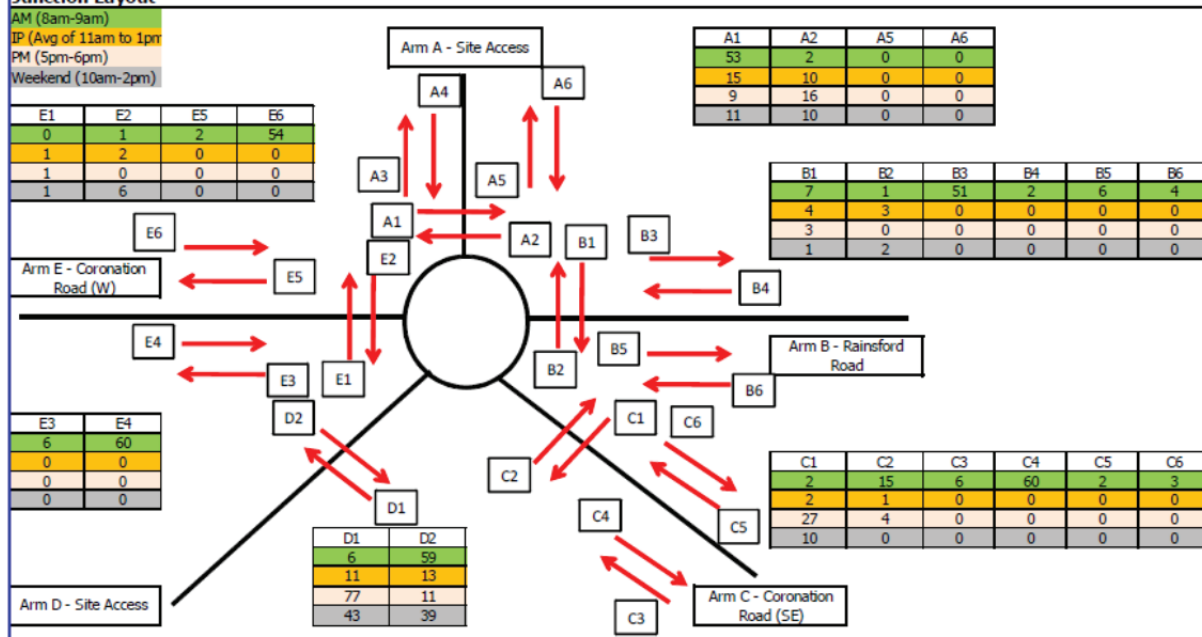 Junction Layout
AM (8am-9am)
IP (Avg of 11am to 1pm
PM (5pm-6pm)
Weekend (10am-2pm)
Arm A - Site Access
A1 A2 A5 A6
53 2 0 0
15 10 0 0
9 16 0 0
11 10 0 0
A4
A6
E1 E2 E5 E6
0 1 2 54
1 2 0 0
1 0 0 0
1 6 0 0
A3
A5
B1 B2 B3 B4 B5 B6
7 1 51 2 6 4
4 3 0 0 0 0
3 0 0 0 0 0
1 2 0 0 0 0
A1
A2
B1
B3
E6
E2
Arm E - Coronation
Road (W)
E5
B4
E4
B5
Arm B - Rainsford
Road
E3
E1
B2
B6
D2
C1
C6
E3 E4
6 60
0 0
0 0
0 0
C2
C1 C2 C3 C4 C5 C6
2 15 6 60 2 3
2 1 0 0 0 0
27 4 0 0 0 0
10 0 0 0 0 0
D1
C4
C5
D1 D2
6 59
11 13
77 11
43 39
Arm D - Site Access
C3
Arm C - Coronation
Road (SE)